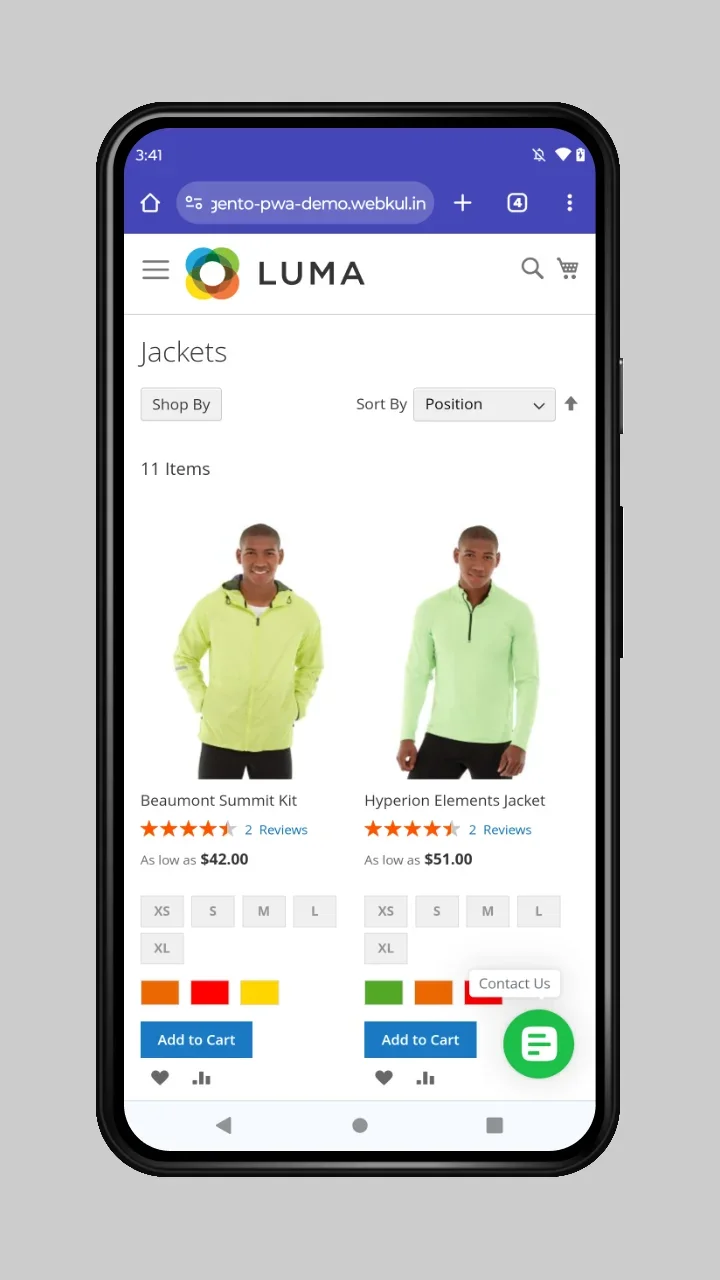 3:41
gento-pwa-demo.webkul.in
4
LUMA
Jackets
Shop By
Sort By Position
11 Items
Beaumont Summit Kit
2 Reviews
As low as $42.00
XS S M L
XL
Add to Cart
Hyperion Elements Jacket
2 Reviews
As low as $51.00
XS S M L
XL
Contact Us
Add to Cart